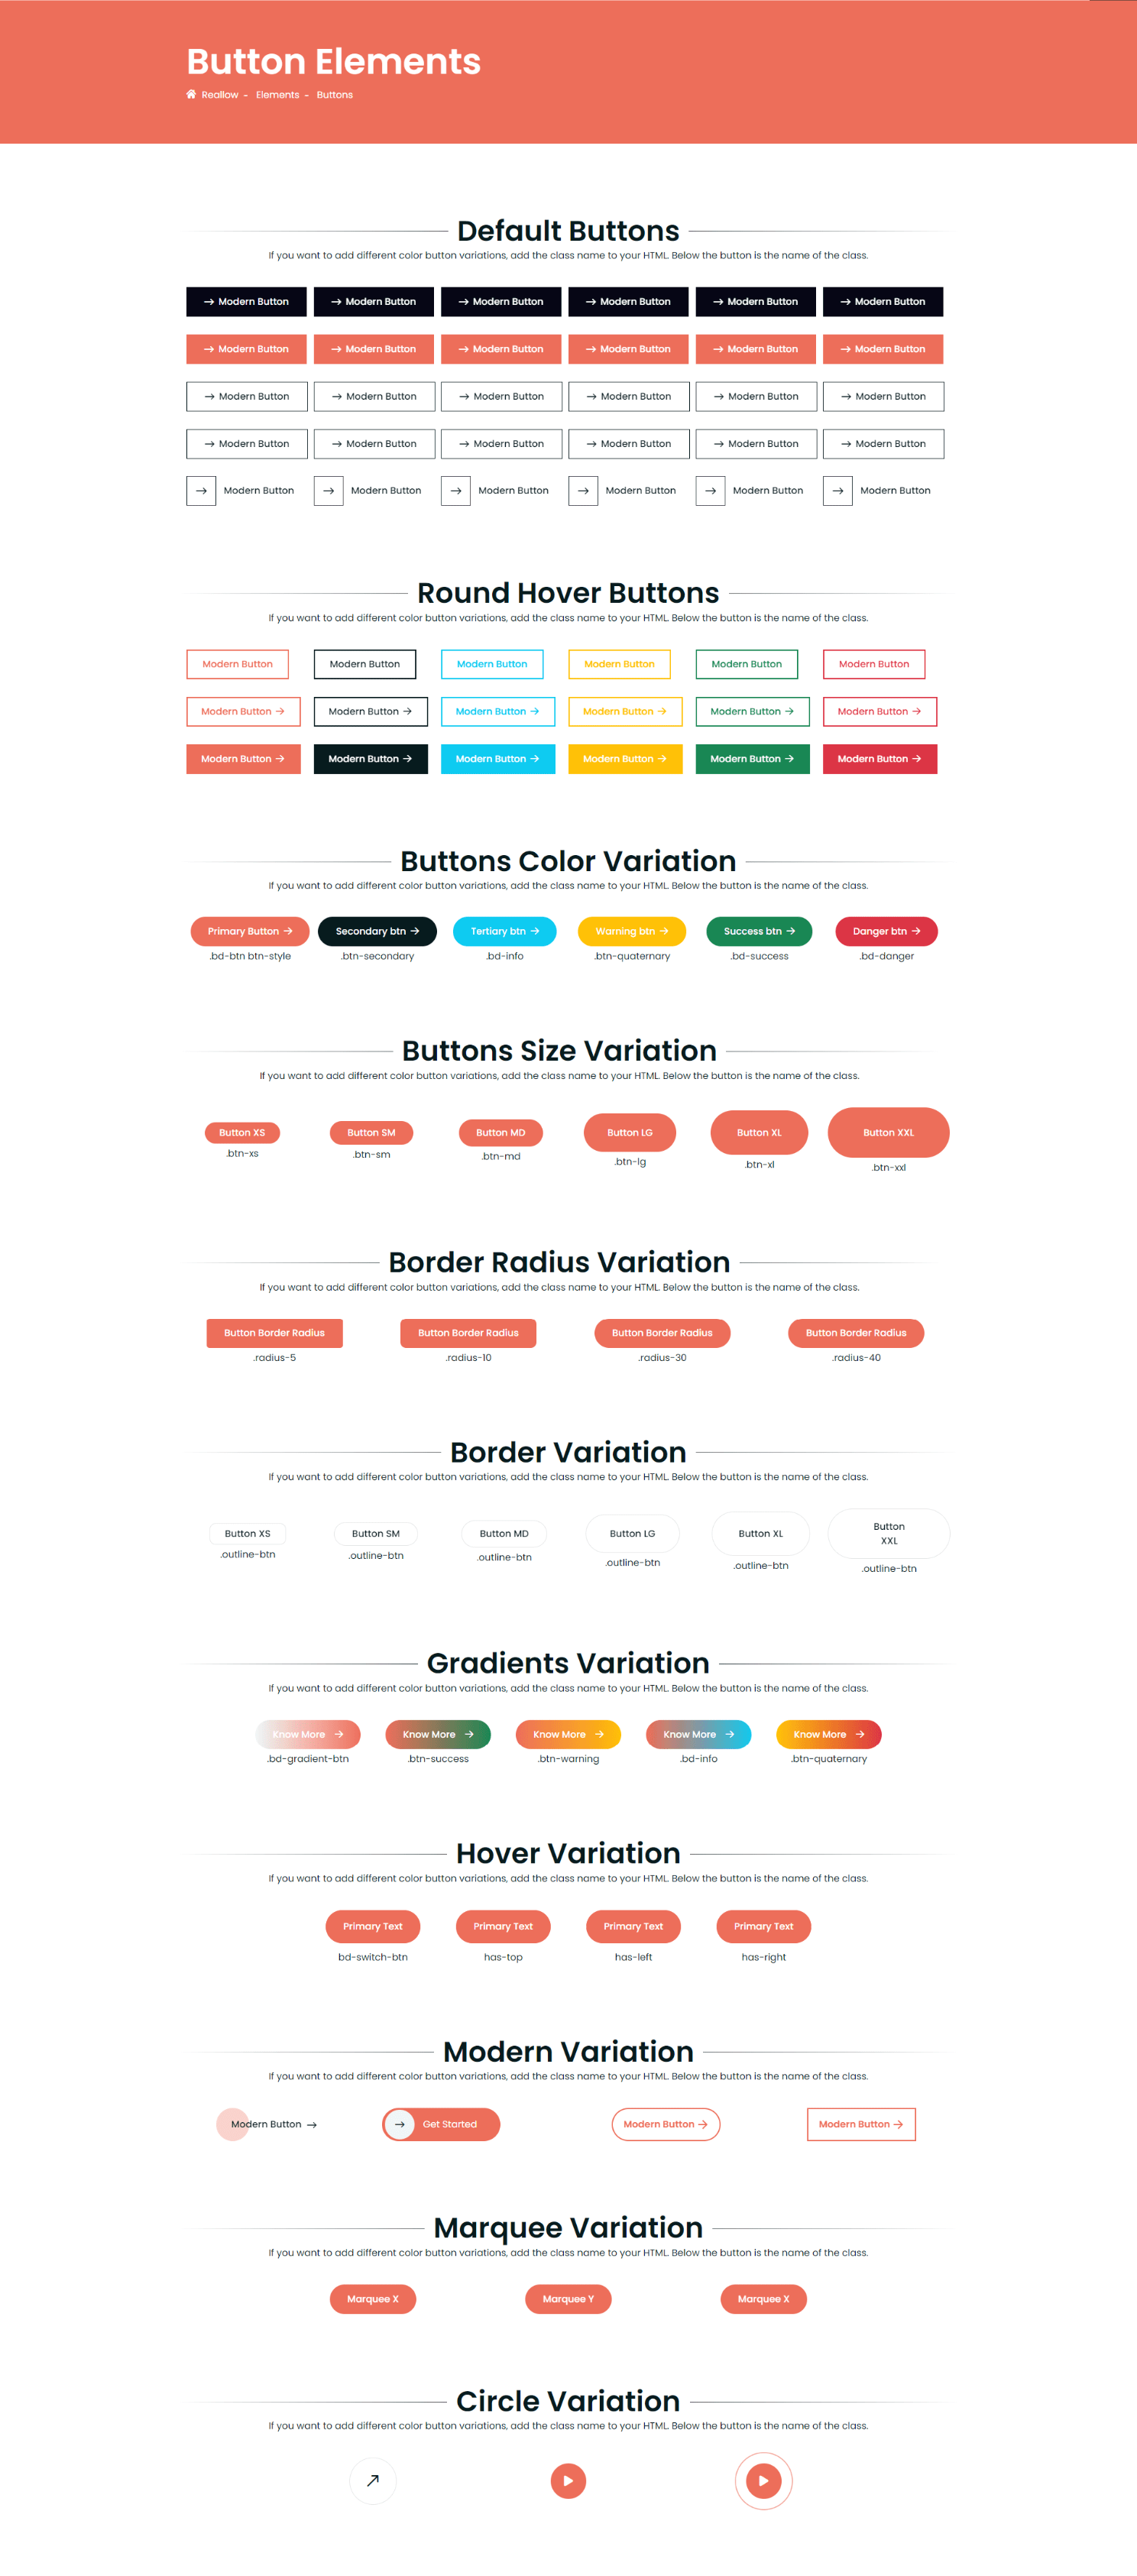 Button Elements
Reallow - Elements - Buttons
Default Buttons
If you want to add different color button variations, add the class name to your HTML. Below the button is the name of the class.
→ Modern Button → Modern Button → Modern Button → Modern Button → Modern Button → Modern Button
→ Modern Button → Modern Button → Modern Button → Modern Button → Modern Button → Modern Button
→ Modern Button → Modern Button → Modern Button → Modern Button → Modern Button → Modern Button
→ Modern Button → Modern Button → Modern Button → Modern Button → Modern Button → Modern Button
→ Modern Button → Modern Button → Modern Button → Modern Button → Modern Button → Modern Button
Round Hover Buttons
If you want to add different color button variations, add the class name to your HTML. Below the button is the name of the class.
Modern Button Modern Button Modern Button Modern Button Modern Button Modern Button
Modern Button → Modern Button → Modern Button → Modern Button → Modern Button → Modern Button →
Modern Button → Modern Button → Modern Button → Modern Button → Modern Button → Modern Button →
Buttons Color Variation
If you want to add different color button variations, add the class name to your HTML. Below the button is the name of the class.
Primary Button → Secondary btn → Tertiary btn → Warning btn → Success btn → Danger btn →
.bd-btn btn-style .btn-secondary .bd-info .btn-quaternary .bd-success .bd-danger
Buttons Size Variation
If you want to add different color button variations, add the class name to your HTML. Below the button is the name of the class.
Button XS Button SM Button MD Button LG Button XL Button XXL
.btn-xs .btn-sm .btn-md .btn-lg .btn-xl .btn-xxl
Border Radius Variation
If you want to add different color button variations, add the class name to your HTML. Below the button is the name of the class.
Button Border Radius Button Border Radius Button Border Radius Button Border Radius
.radius-5 .radius-10 .radius-30 .radius-40
Border Variation
If you want to add different color button variations, add the class name to your HTML. Below the button is the name of the class.
Button XS Button SM Button MD Button LG Button XL Button
XXL
.outline-btn .outline-btn .outline-btn .outline-btn .outline-btn .outline-btn
Gradients Variation
If you want to add different color button variations, add the class name to your HTML. Below the button is the name of the class.
Know More → Know More → Know More → Know More → Know More →
.bd-gradient-btn .btn-success .btn-warning .bd-info .btn-quaternary
Hover Variation
If you want to add different color button variations, add the class name to your HTML. Below the button is the name of the class.
Primary Text Primary Text Primary Text Primary Text
bd-switch-btn has-top has-left has-right
Modern Variation
If you want to add different color button variations, add the class name to your HTML. Below the button is the name of the class.
Modern Button → → Get Started Modern Button → Modern Button →
Marquee Variation
If you want to add different color button variations, add the class name to your HTML. Below the button is the name of the class.
Marquee X Marquee Y Marquee X
Circle Variation
If you want to add different color button variations, add the class name to your HTML. Below the button is the name of the class.